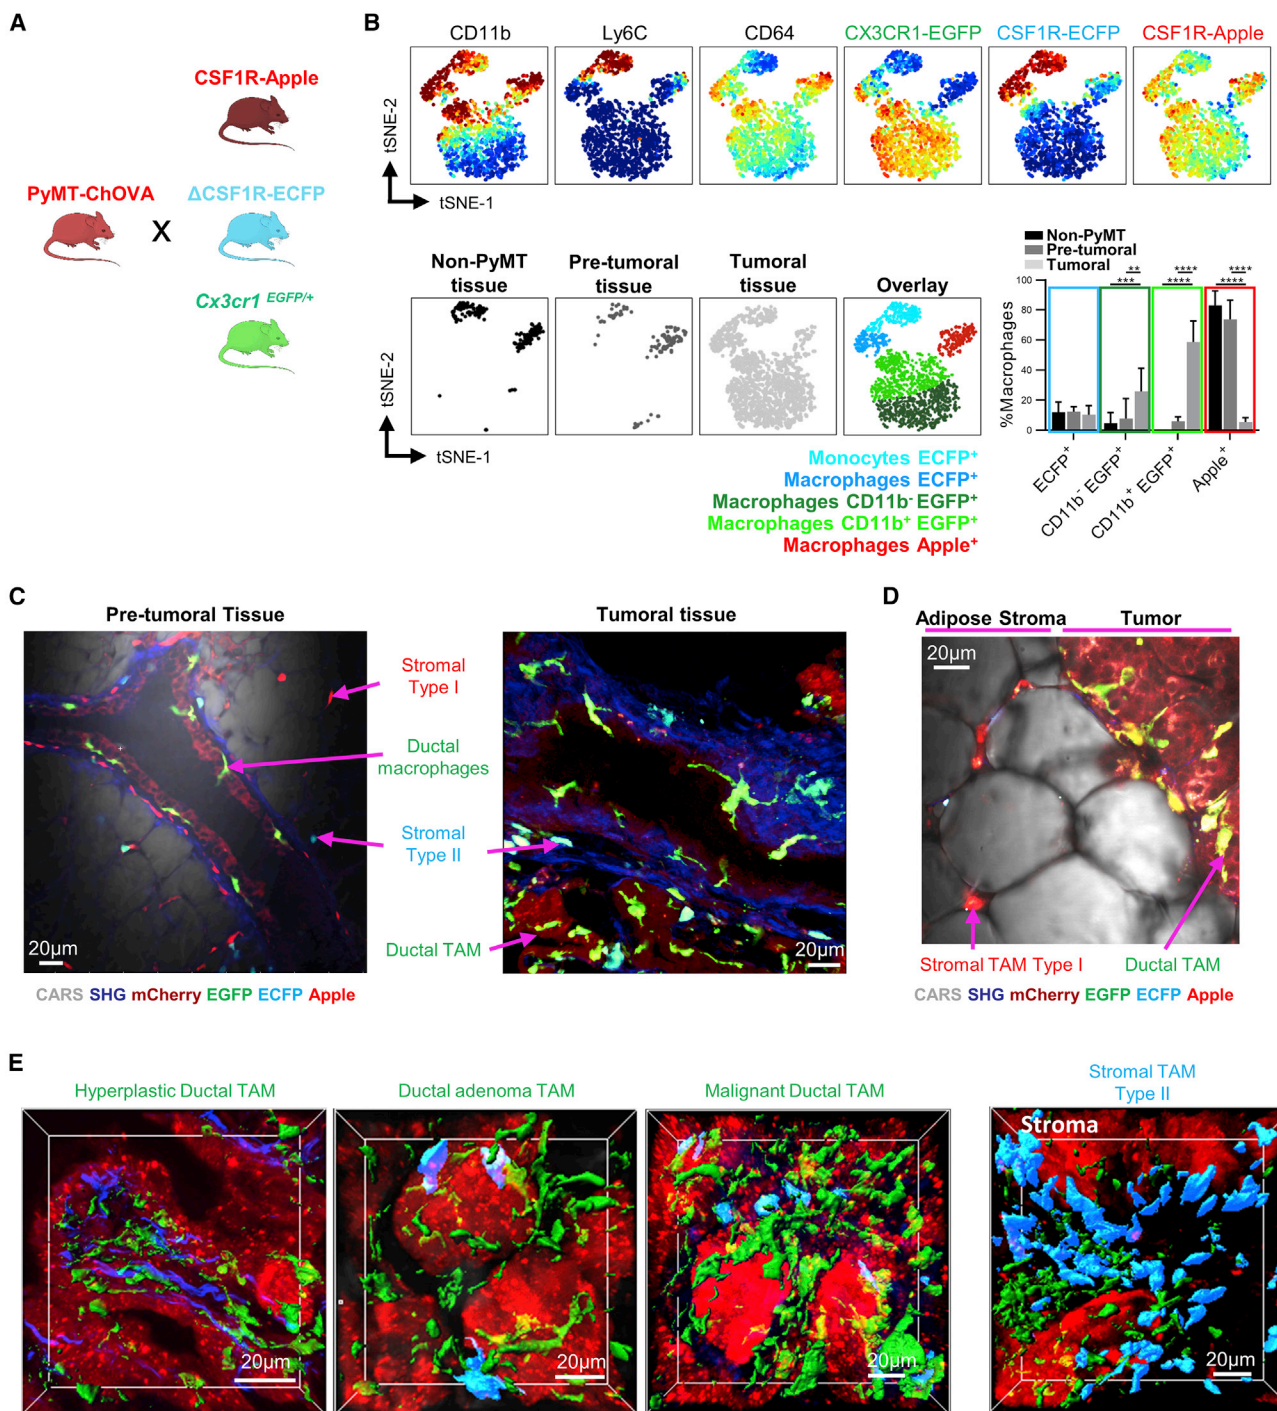 A
CSF1R-Apple
PyMT-ChOVA
X
ΔCSF1R-ECFP
Cx3cr1 EGFP/+
B
CD11b
Ly6C
CD64
CX3CR1-EGFP
CSF1R-ECFP
CSF1R-Apple
tSNE-2
tSNE-1
Non-PyMT
tissue
Pre-tumoral
tissue
Tumoral
tissue
Overlay
tSNE-2
tSNE-1
Monocytes ECFP+
Macrophages ECFP+
Macrophages CD11b- EGFP+
Macrophages CD11b+ EGFP+
Macrophages Apple+
Non-PyMT
Pre-tumoral
Tumoral
** **** ****
*** **** ****
%Macrophages
100
80
60
40
20
0
ECFP+
CD11b- EGFP+
CD11b+ EGFP+
Apple+
C
Pre-tumoral Tissue
Tumoral tissue
Stromal
Type I
Ductal
macrophages
Stromal
Type II
Ductal TAM
20µm
20µm
CARS SHG mCherry EGFP ECFP Apple
D
Adipose Stroma
Tumor
20µm
Stromal TAM Type I
Ductal TAM
CARS SHG mCherry EGFP ECFP Apple
E
Hyperplastic Ductal TAM
Ductal adenoma TAM
Malignant Ductal TAM
Stromal TAM
Type II
Stroma
20µm
20µm
20µm
20µm